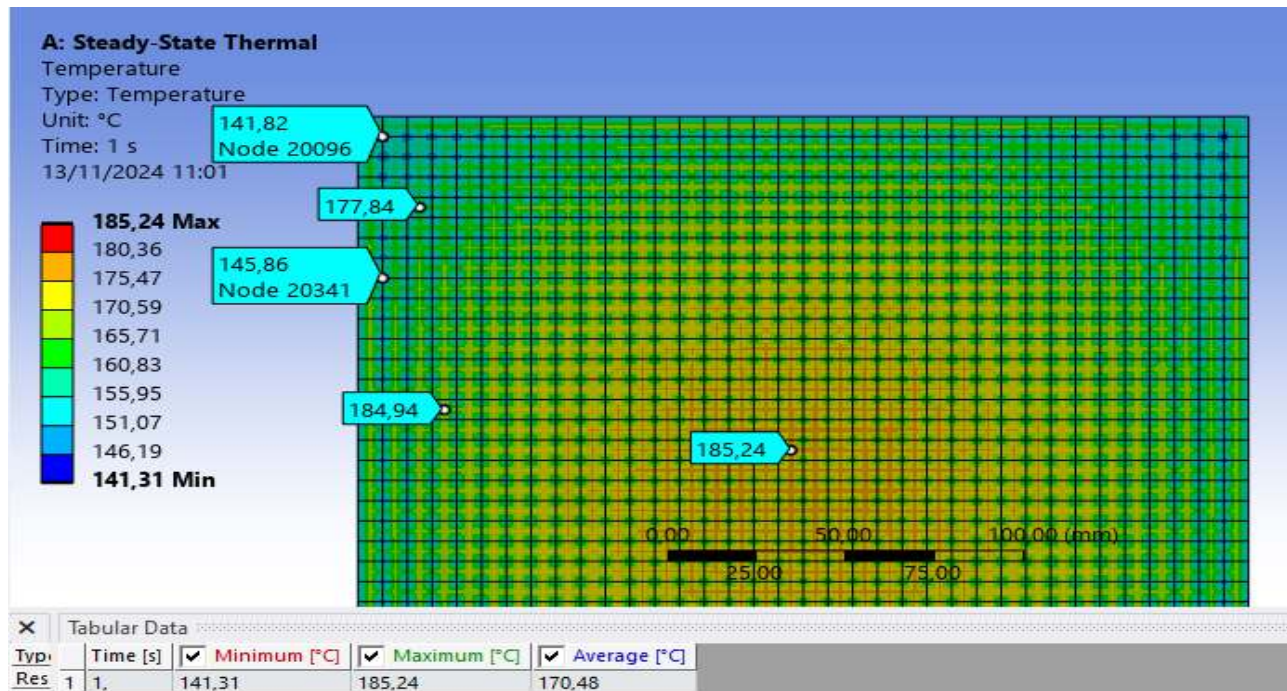 A: Steady-State Thermal
Temperature
Type: Temperature
Unit: °C
Time: 1 s
13/11/2024 11:01
185,24 Max
180,36
175,47
170,59
165,71
160,83
155,95
151,07
146,19
141,31 Min
141,82
Node 20096
177,84
145,86
Node 20341
184,94
185,24
0,00 50,00 100,00 (mm)
25,00 75,00
Tabular Data
Time [s] Minimum [°C] Maximum [°C] Average [°C]
Res 1 1, 141,31 185,24 170,48